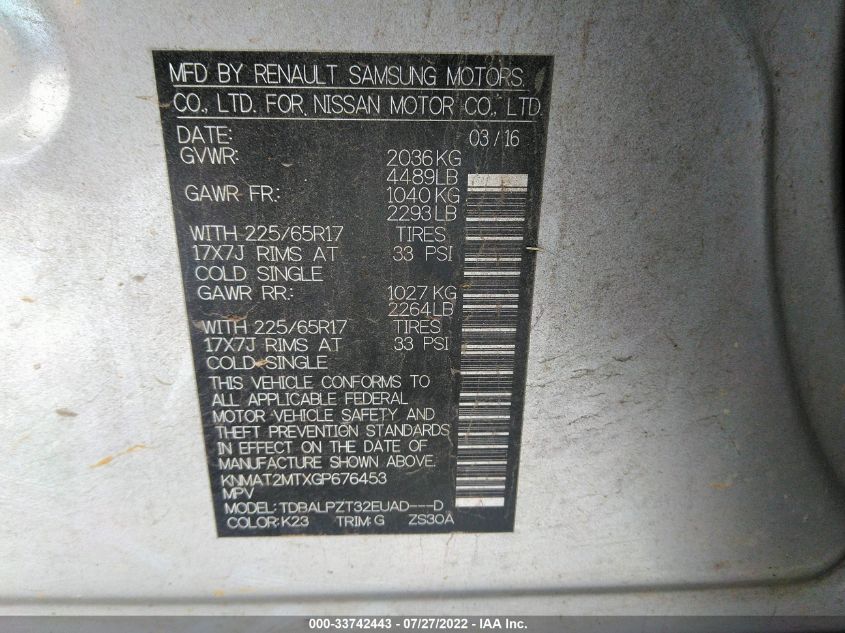 MFD BY RENAULT SAMSUNG MOTORS
CO., LTD. FOR NISSAN MOTOR CO., LTD.
DATE: 03/16
GVWR: 2036KG
4489LB
GAWR FR.: 1040 KG
2293LB
WITH 225/65R17 TIRES
17X7J RIMS AT 33 PSI
COLD SINGLE
GAWR RR.: 1027 KG
2264LB
WITH 225/65R17 TIRES
17X7J RIMS AT 33 PSI
COLD SINGLE
THIS VEHICLE CONFORMS TO
ALL APPLICABLE FEDERAL
MOTOR VEHICLE SAFETY AND
THEFT PREVENTION STANDARDS
IN EFFECT ON THE DATE OF
MANUFACTURE SHOWN ABOVE.
KNMAT2MTXGP676453
MPV
MODEL: TDBALPZT32EUAD---D
COLOR: K23 TRIM: G ZS30A
000-33742443 - 07/27/2022 - IAA Inc.